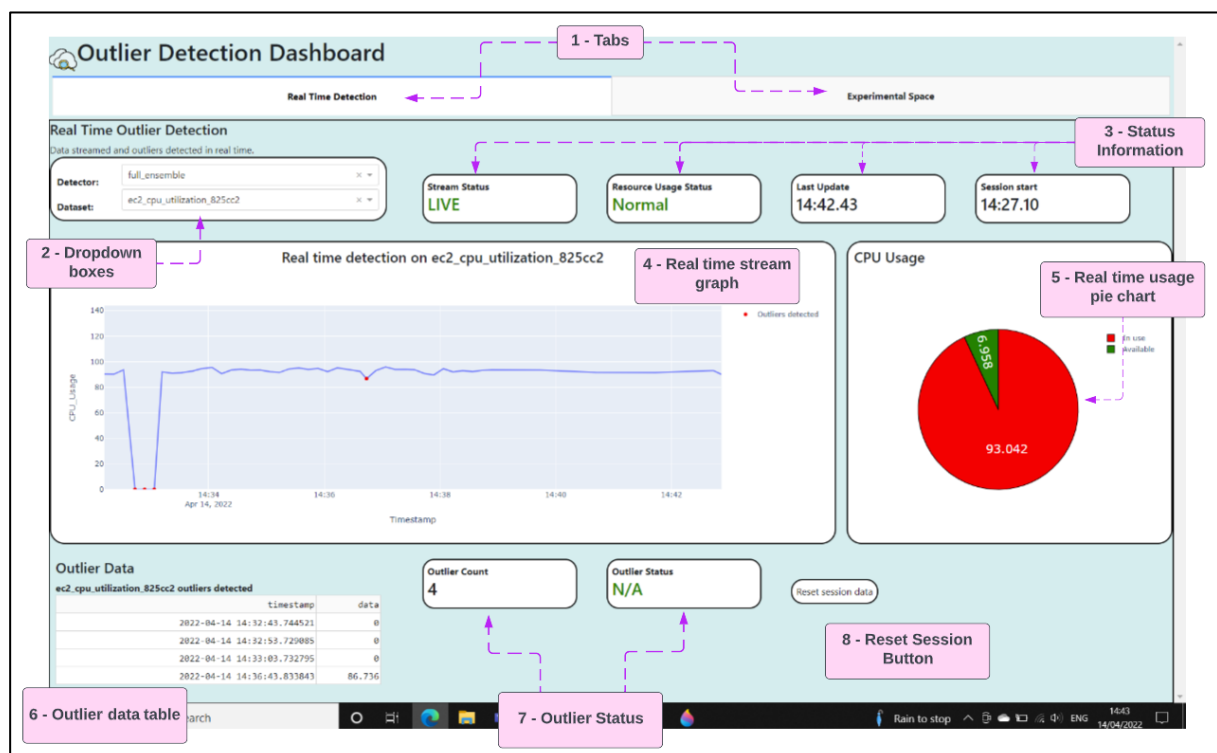 1 - Tabs
Outlier Detection Dashboard
Real Time Detection
Experimental Space
Real Time Outlier Detection
Data streamed and outliers detected in real time.
3 - Status
Information
Detector:
full_ensemble
Dataset:
ec2_cpu_utilization_825cc2
Stream Status
LIVE
Resource Usage Status
Normal
Last Update
14:42.43
Session start
14:27.10
2 - Dropdown
boxes
Real time detection on ec2_cpu_utilization_825cc2
4 - Real time stream
graph
CPU Usage
5 - Real time usage
pie chart
Outliers detected
140
120
100
80
60
40
20
0
CPU_Usage
14:34
Apr 14, 2022
14:36
14:38
14:40
14:42
Timestamp
In use
Available
6.958
93.042
Outlier Data
ec2_cpu_utilization_825cc2 outliers detected
timestamp data
2022-04-14 14:32:43.744521 0
2022-04-14 14:32:53.729085 0
2022-04-14 14:33:03.732795 0
2022-04-14 14:36:43.833843 86.736
Outlier Count
4
Outlier Status
N/A
Reset session data
8 - Reset Session
Button
6 - Outlier data table
7 - Outlier Status
Rain to stop
ENG
14:43
14/04/2022